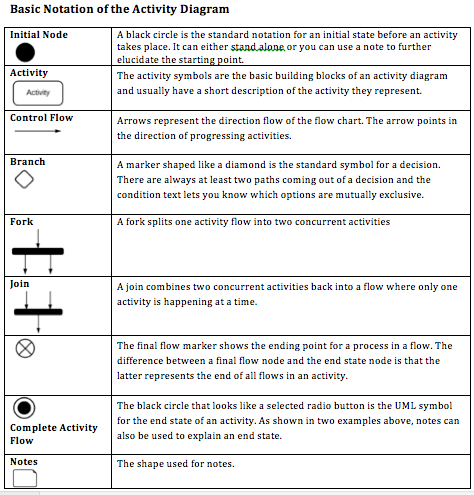 Basic Notation of the Activity Diagram
Initial Node
A black circle is the standard notation for an initial state before an activity
takes place. It can either stand alone or you can use a note to further
elucidate the starting point.
Activity
Activity
The activity symbols are the basic building blocks of an activity diagram
and usually have a short description of the activity they represent.
Control Flow
Arrows represent the direction flow of the flow chart. The arrow points in
the direction of progressing activities.
Branch
A marker shaped like a diamond is the standard symbol for a decision.
There are always at least two paths coming out of a decision and the
condition text lets you know which options are mutually exclusive.
Fork
A fork splits one activity flow into two concurrent activities
Join
A join combines two concurrent activities back into a flow where only one
activity is happening at a time.
The final flow marker shows the ending point for a process in a flow. The
difference between a final flow node and the end state node is that the
latter represents the end of all flows in an activity.
Complete Activity
Flow
The black circle that looks like a selected radio button is the UML symbol
for the end state of an activity. As shown in two examples above, notes can
also be used to explain an end state.
Notes
The shape used for notes.